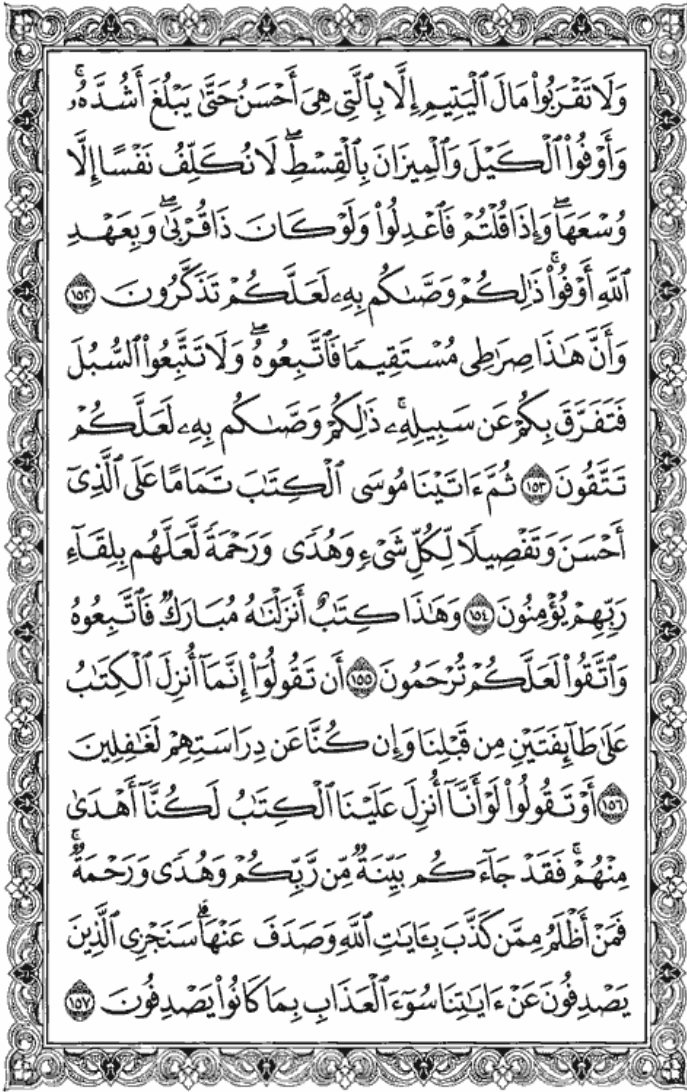 وَلَا تَقْرَبُوا۟ مَالَ ٱلْيَتِيمِ إِلَّا بِٱلَّتِى هِىَ أَحْسَنُ حَتَّىٰ يَبْلُغَ أَشُدَّهُۥۚ
وَأَوْفُوا۟ ٱلْكَيْلَ وَٱلْمِيزَانَ بِٱلْقِسْطِۖ لَا نُكَلِّفُ نَفْسًا إِلَّا
وُسْعَهَاۖ وَإِذَا قُلْتُمْ فَٱعْدِلُوا۟ وَلَوْ كَانَ ذَا قُرْبَىٰۖ وَبِعَهْدِ
ٱللَّهِ أَوْفُوا۟ۚ ذَٰلِكُمْ وَصَّىٰكُم بِهِۦ لَعَلَّكُمْ تَذَكَّرُونَ ١٥٢
وَأَنَّ هَٰذَا صِرَٰطِى مُسْتَقِيمًا فَٱتَّبِعُوهُۖ وَلَا تَتَّبِعُوا۟ ٱلسُّبُلَ
فَتَفَرَّقَ بِكُمْ عَن سَبِيلِهِۦۚ ذَٰلِكُمْ وَصَّىٰكُم بِهِۦ لَعَلَّكُمْ
تَتَّقُونَ ١٥٣ ثُمَّ ءَاتَيْنَا مُوسَى ٱلْكِتَٰبَ تَمَامًا عَلَى ٱلَّذِىٓ
أَحْسَنَ وَتَفْصِيلًا لِّكُلِّ شَىْءٍ وَهُدًى وَرَحْمَةً لَّعَلَّهُم بِلِقَآءِ
رَبِّهِمْ يُؤْمِنُونَ ١٥٤ وَهَٰذَا كِتَٰبٌ أَنزَلْنَٰهُ مُبَارَكٌ فَٱتَّبِعُوهُ
وَٱتَّقُوا۟ لَعَلَّكُمْ تُرْحَمُونَ ١٥٥ أَن تَقُولُوٓا۟ إِنَّمَآ أُنزِلَ ٱلْكِتَٰبُ
عَلَىٰ طَآئِفَتَيْنِ مِن قَبْلِنَا وَإِن كُنَّا عَن دِرَاسَتِهِمْ لَغَٰفِلِينَ
١٥٦ أَوْ تَقُولُوا۟ لَوْ أَنَّآ أُنزِلَ عَلَيْنَا ٱلْكِتَٰبُ لَكُنَّآ أَهْدَىٰ
مِنْهُمْۚ فَقَدْ جَآءَكُم بَيِّنَةٌ مِّن رَّبِّكُمْ وَهُدًى وَرَحْمَةٌۚ
فَمَنْ أَظْلَمُ مِمَّن كَذَّبَ بِـَٔايَٰتِ ٱللَّهِ وَصَدَفَ عَنْهَاۗ سَنَجْزِى ٱلَّذِينَ
يَصْدِفُونَ عَنْ ءَايَٰتِنَا سُوٓءَ ٱلْعَذَابِ بِمَا كَانُوا۟ يَصْدِفُونَ ١٥٧